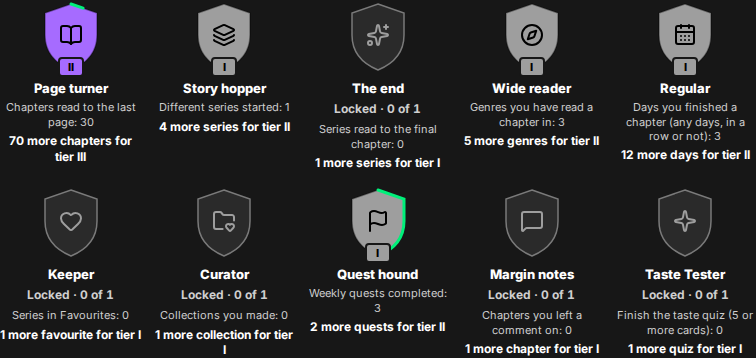 II
Page turner
Chapters read to the last
page: 30
70 more chapters for
tier III
I
Story hopper
Different series started: 1
4 more series for tier II
The end
Locked · 0 of 1
Series read to the final
chapter: 0
1 more series for tier I
I
Wide reader
Genres you have read a
chapter in: 3
5 more genres for tier II
I
Regular
Days you finished a
chapter (any days, in a
row or not): 3
12 more days for tier II
Keeper
Locked · 0 of 1
Series in Favourites: 0
1 more favourite for tier I
Curator
Locked · 0 of 1
Collections you made: 0
1 more collection for tier
I
I
Quest hound
Weekly quests completed:
3
2 more quests for tier II
Margin notes
Locked · 0 of 1
Chapters you left a
comment on: 0
1 more chapter for tier I
Taste Tester
Locked · 0 of 1
Finish the taste quiz (5 or
more cards): 0
1 more quiz for tier I